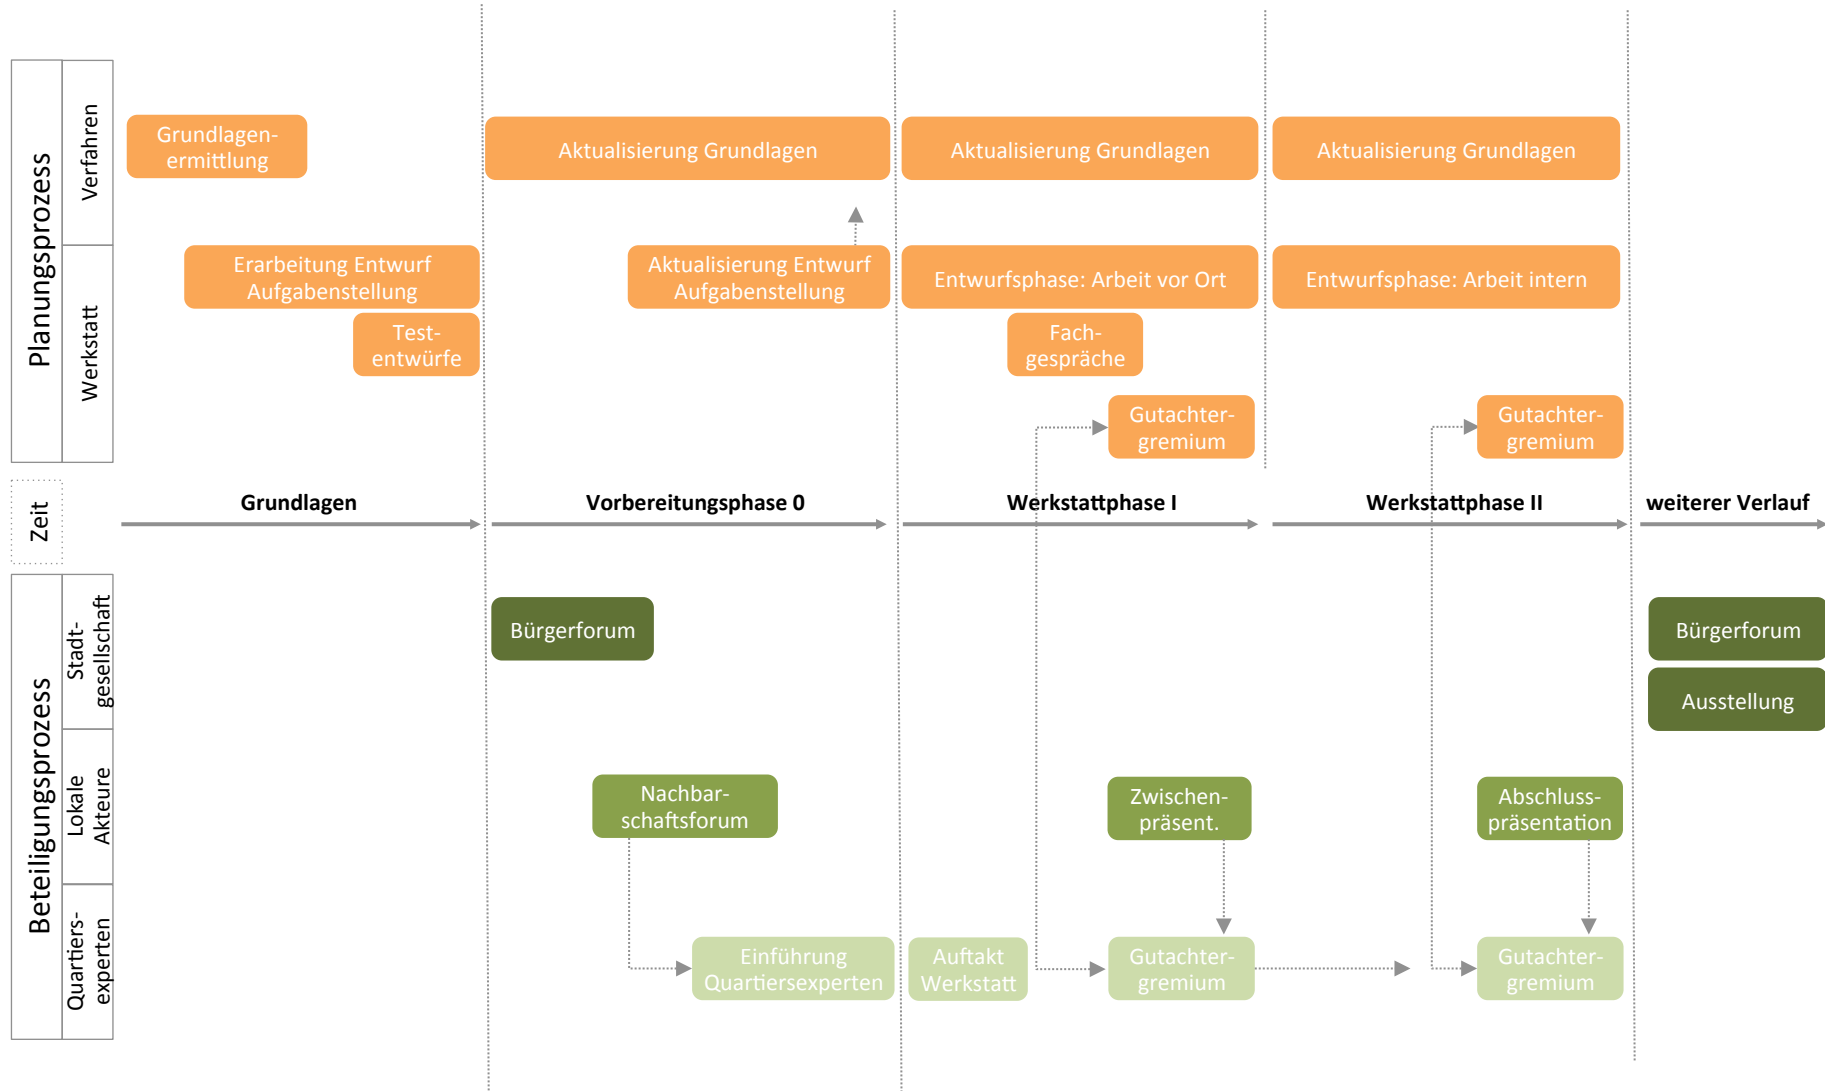 Planungsprozess
Verfahren
Grundlagen-
ermittlung
Aktualisierung Grundlagen
Aktualisierung Grundlagen
Aktualisierung Grundlagen
Werkstatt
Erarbeitung Entwurf
Aufgabenstellung
Aktualisierung Entwurf
Aufgabenstellung
Entwurfsphase: Arbeit vor Ort
Entwurfsphase: Arbeit intern
Test-
entwürfe
Fach-
gespräche
Gutachter-
gremium
Gutachter-
gremium
Zeit
Grundlagen
Vorbereitungsphase 0
Werkstattphase I
Werkstattphase II
weiterer Verlauf
Beteiligungsprozess
Stadt-
gesellschaft
Bürgerforum
Bürgerforum
Ausstellung
Lokale
Akteure
Nachbar-
schaftsforum
Zwischen-
präsent.
Abschluss-
präsentation
Quartiers-
experten
Einführung
Quartiersexperten
Auftakt
Werkstatt
Gutachter-
gremium
Gutachter-
gremium